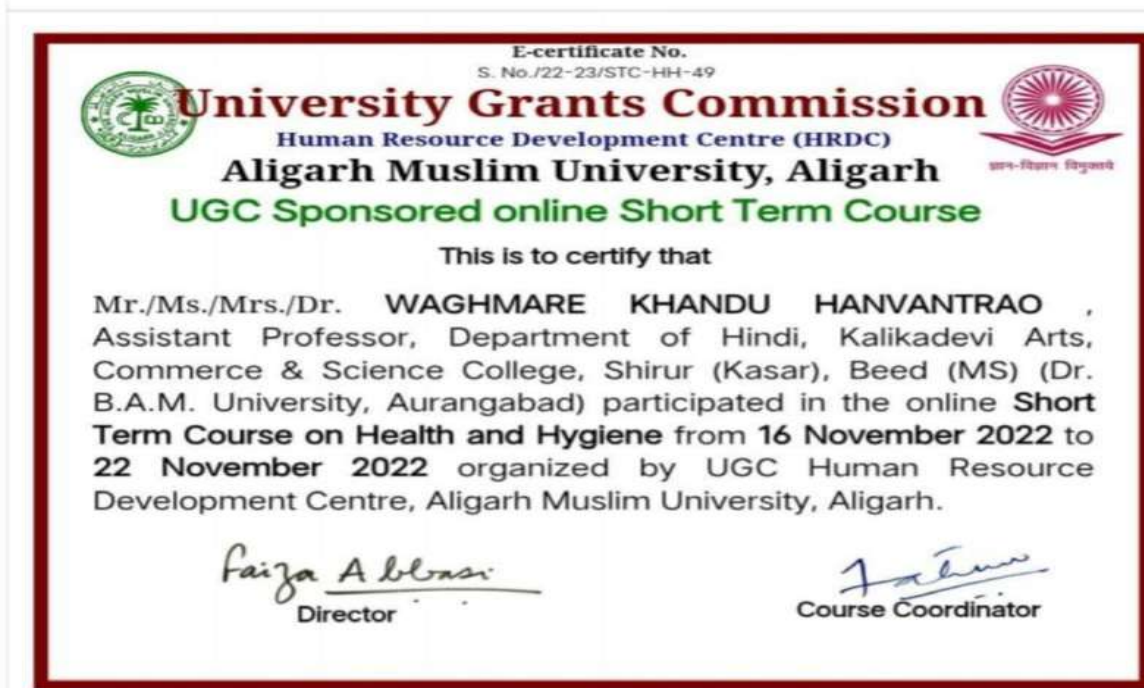 E-certificate No.
S. No./22-23/STC-HH-49
University Grants Commission
Human Resource Development Centre (HRDC)
Aligarh Muslim University, Aligarh
ज्ञान-विज्ञान विमुक्तये
UGC Sponsored online Short Term Course
This is to certify that
Mr./Ms./Mrs./Dr. WAGHMARE KHANDU HANVANTRAO ,
Assistant Professor, Department of Hindi, Kalikadevi Arts,
Commerce & Science College, Shirur (Kasar), Beed (MS) (Dr.
B.A.M. University, Aurangabad) participated in the online Short
Term Course on Health and Hygiene from 16 November 2022 to
22 November 2022 organized by UGC Human Resource
Development Centre, Aligarh Muslim University, Aligarh.
Faiza Abbasi
Director
Course Coordinator